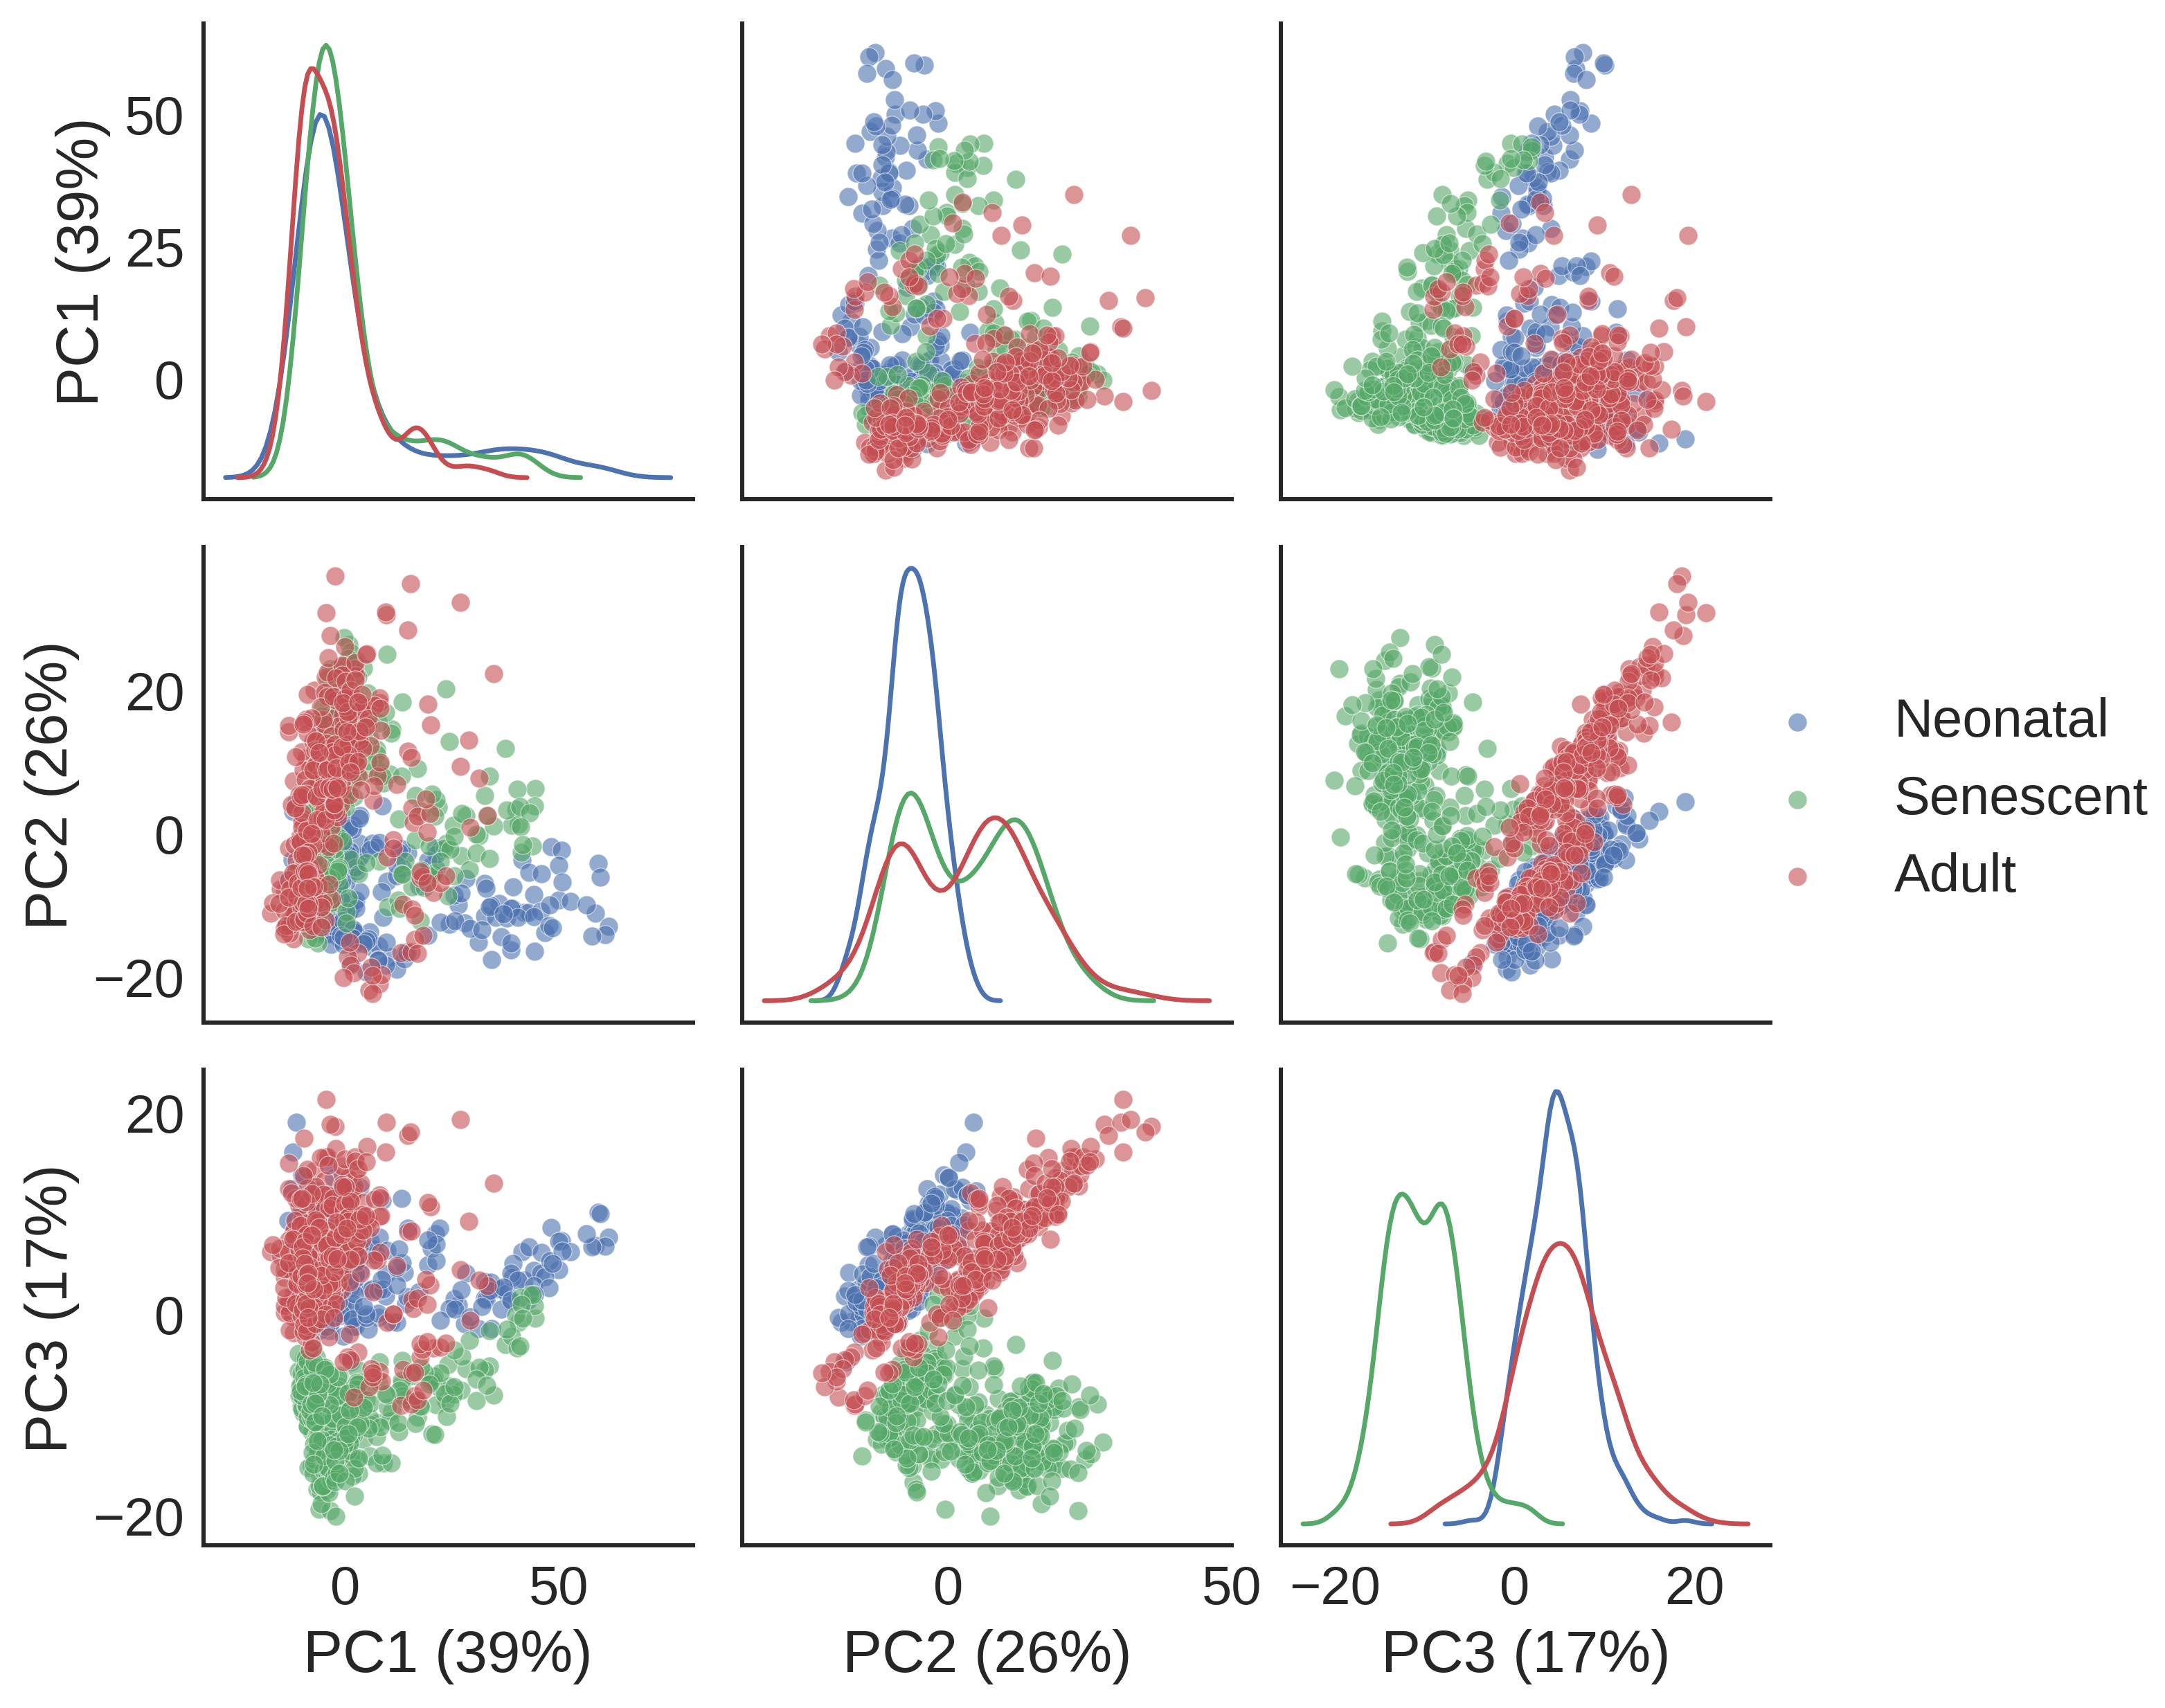 PC1 (39%)
50
25
0
PC2 (26%)
20
0
−20
Neonatal
Senescent
Adult
PC3 (17%)
20
0
−20
0 50 0 50 −20 0 20
PC1 (39%) PC2 (26%) PC3 (17%)